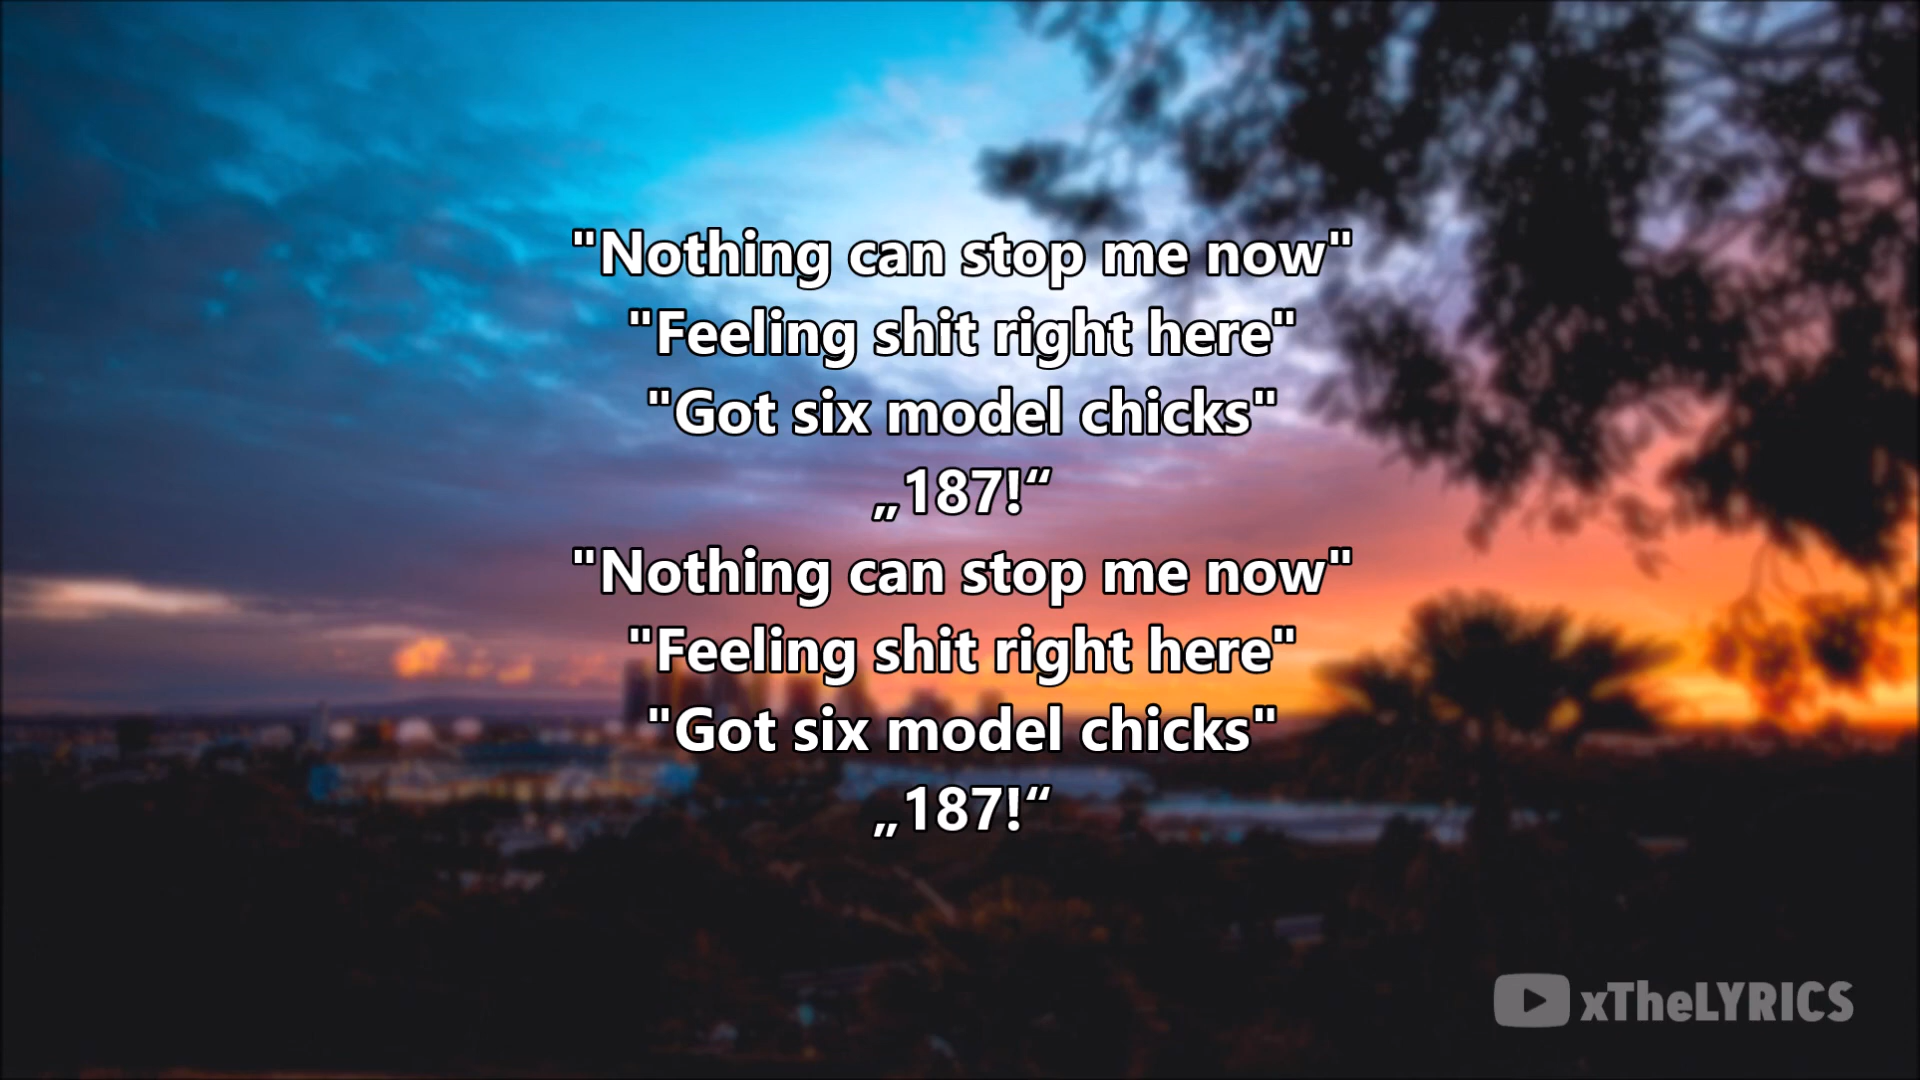 "Nothing can stop me now"
"Feeling shit right here"
"Got six model chicks"
„187!“
"Nothing can stop me now"
"Feeling shit right here"
"Got six model chicks"
„187!“
xTheLYRICS